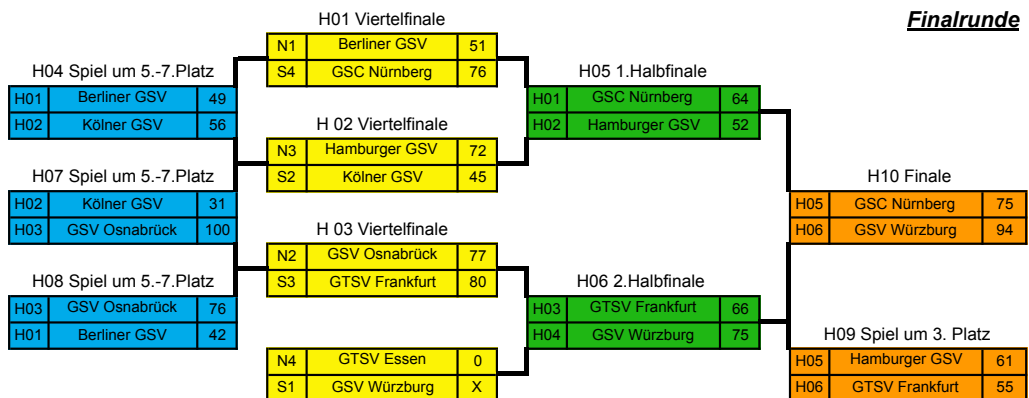 Finalrunde
H01 Viertelfinale
N1 Berliner GSV 51
S4 GSC Nürnberg 76
H04 Spiel um 5.-7.Platz
H01 Berliner GSV 49
H02 Kölner GSV 56
H05 1.Halbfinale
H01 GSC Nürnberg 64
H02 Hamburger GSV 52
H 02 Viertelfinale
N3 Hamburger GSV 72
S2 Kölner GSV 45
H07 Spiel um 5.-7.Platz
H02 Kölner GSV 31
H03 GSV Osnabrück 100
H10 Finale
H05 GSC Nürnberg 75
H06 GSV Würzburg 94
H 03 Viertelfinale
N2 GSV Osnabrück 77
S3 GTSV Frankfurt 80
H08 Spiel um 5.-7.Platz
H03 GSV Osnabrück 76
H01 Berliner GSV 42
H06 2.Halbfinale
H03 GTSV Frankfurt 66
H04 GSV Würzburg 75
N4 GTSV Essen 0
S1 GSV Würzburg X
H09 Spiel um 3. Platz
H05 Hamburger GSV 61
H06 GTSV Frankfurt 55